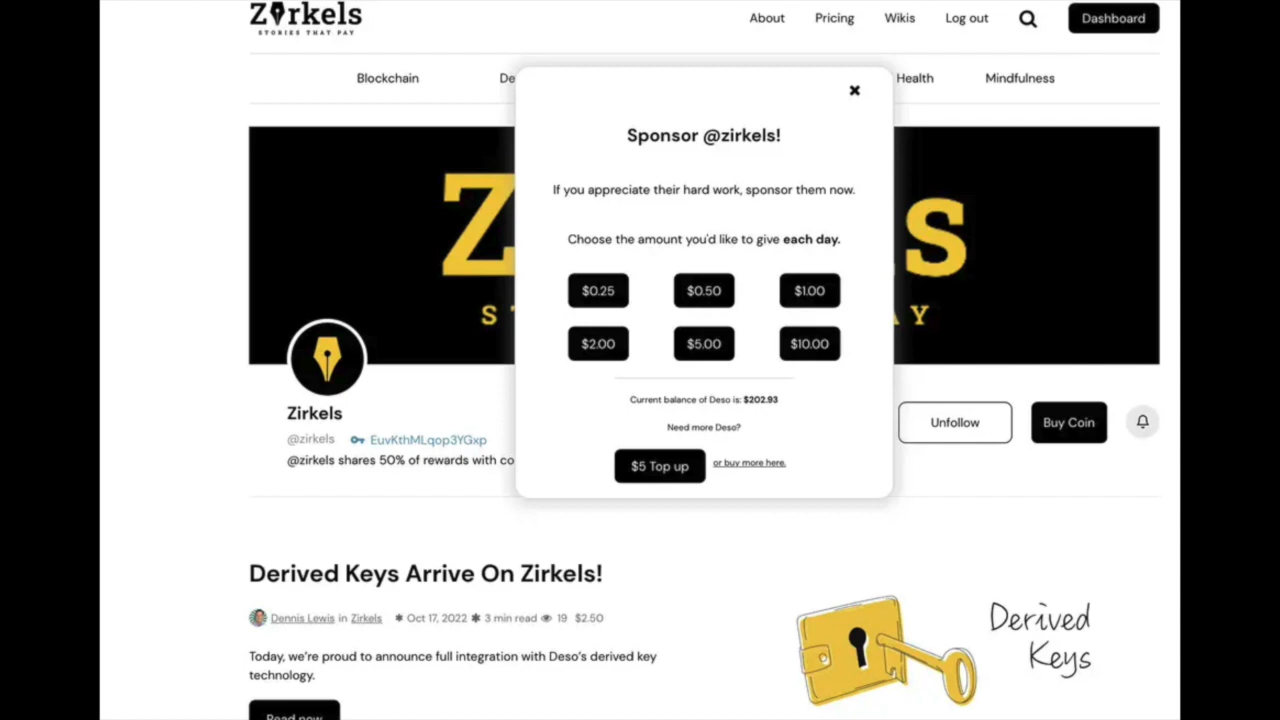 Zirkels
STORIES THAT PAY
About Pricing Wikis Log out Dashboard
Blockchain De Health Mindfulness
Sponsor @zirkels!
If you appreciate their hard work, sponsor them now.
Choose the amount you'd like to give each day.
$0.25 $0.50 $1.00
$2.00 $5.00 $10.00
Current balance of Deso is: $202.93
Need more Deso?
$5 Top up or buy more here.
Z LS
S AY
Zirkels
@zirkels EuvKthMLqop3YGxp
@zirkels shares 50% of rewards with co
Unfollow Buy Coin
Derived Keys Arrive On Zirkels!
Dennis Lewis in Zirkels ✱ Oct 17, 2022 ✱ 3 min read 19 $2.50
Today, we're proud to announce full integration with Deso's derived key
technology.
Read now
Derived
Keys